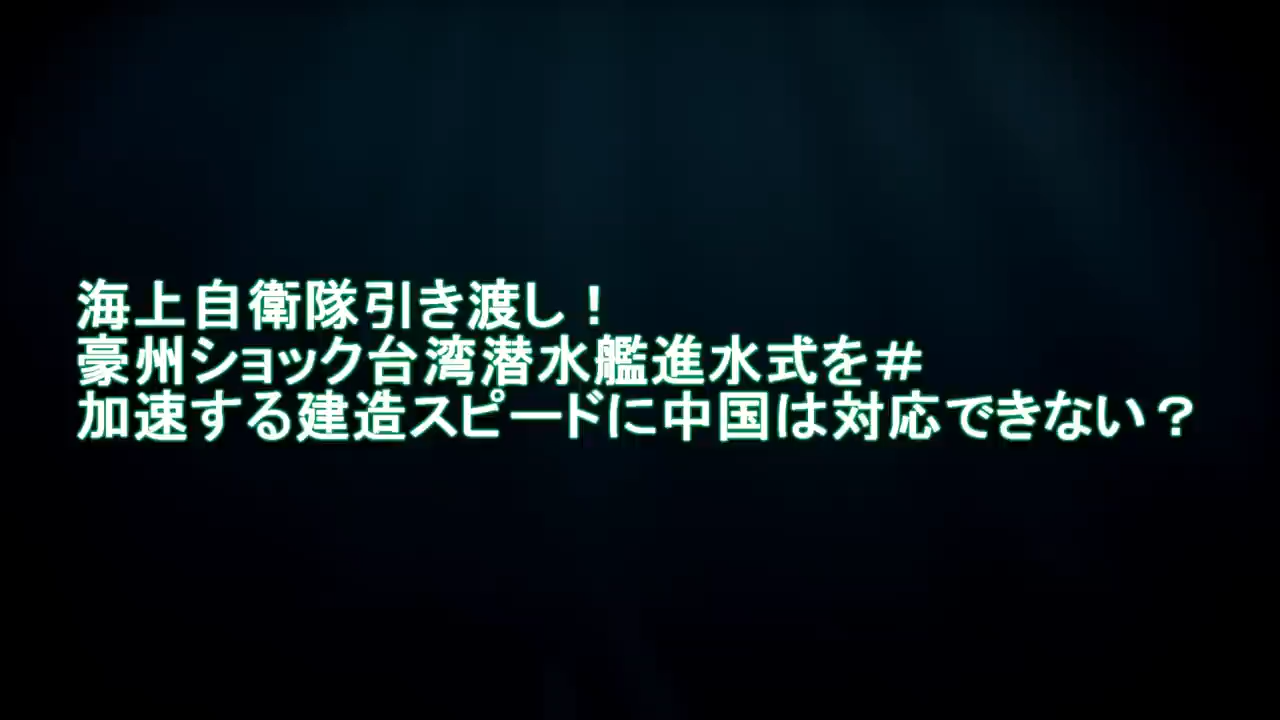 海上自衛隊引き渡し！
豪州ショック台湾潜水艦進水式を＃
加速する建造スピードに中国は対応できない？